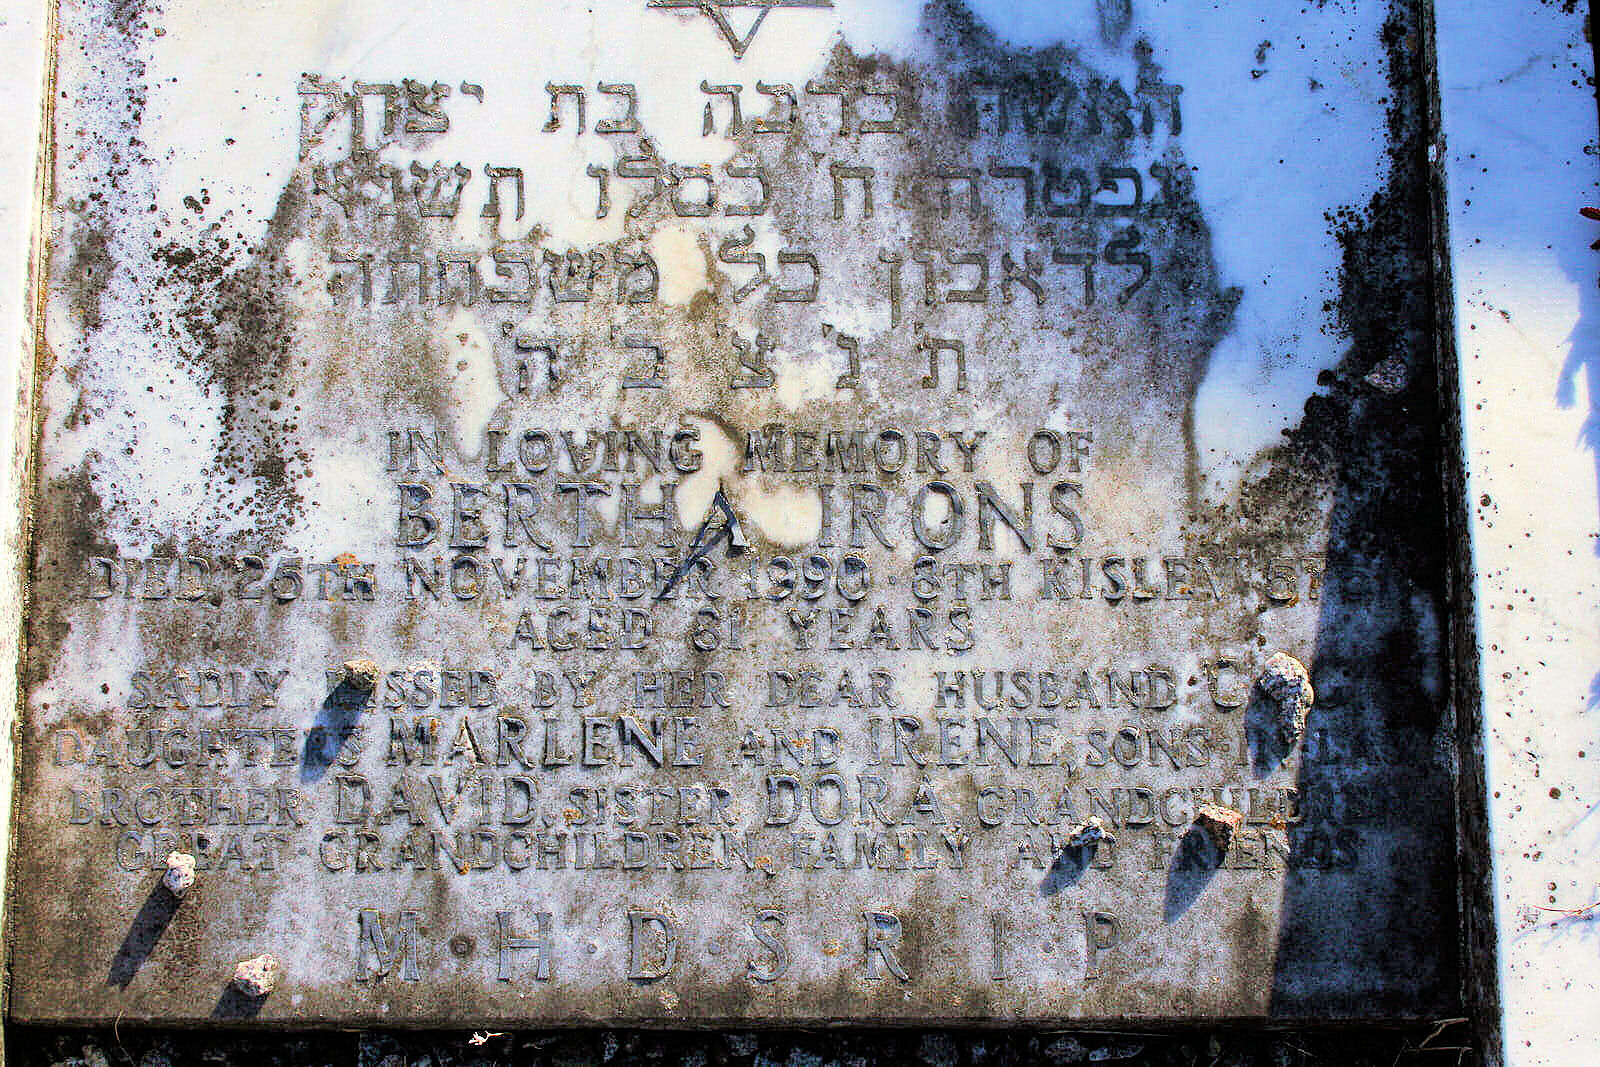 האשה ברכה בת יצחק
נפטרה ח כסלו תשנ״א
לדאבון כל משפחתה
ת נ צ ב ה
IN LOVING MEMORY OF
BERTHA IRONS
DIED 25TH NOVEMBER 1990 · 8TH KISLEV
AGED 81 YEARS
SADLY MISSED BY HER DEAR HUSBAND
DAUGHTERS MARLENE AND IRENE, SONS
BROTHER DAVID, SISTER DORA GRANDCHILDREN
GREAT GRANDCHILDREN, FAMILY AND FRIENDS
M·H·D·S·R·I·P